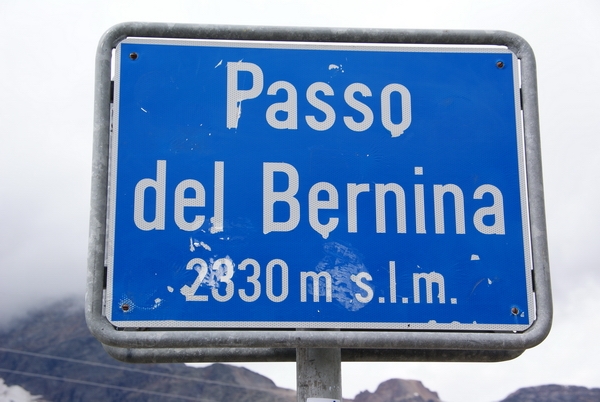 Passo
del Bernina
2330 m s.l.m.